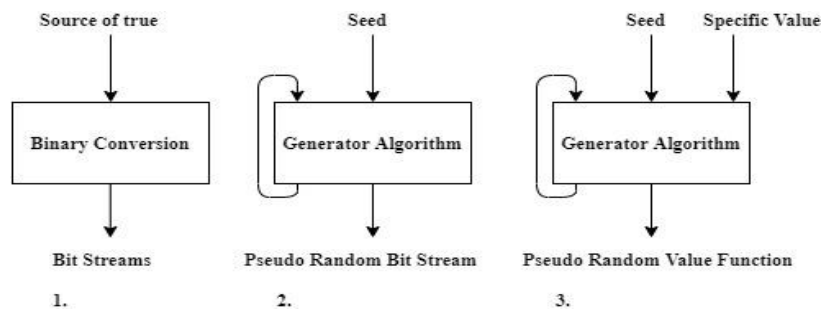 Source of true
Binary Conversion
Bit Streams
1.
Seed
Generator Algorithm
Pseudo Random Bit Stream
2.
Seed
Specific Value
Generator Algorithm
Pseudo Random Value Function
3.